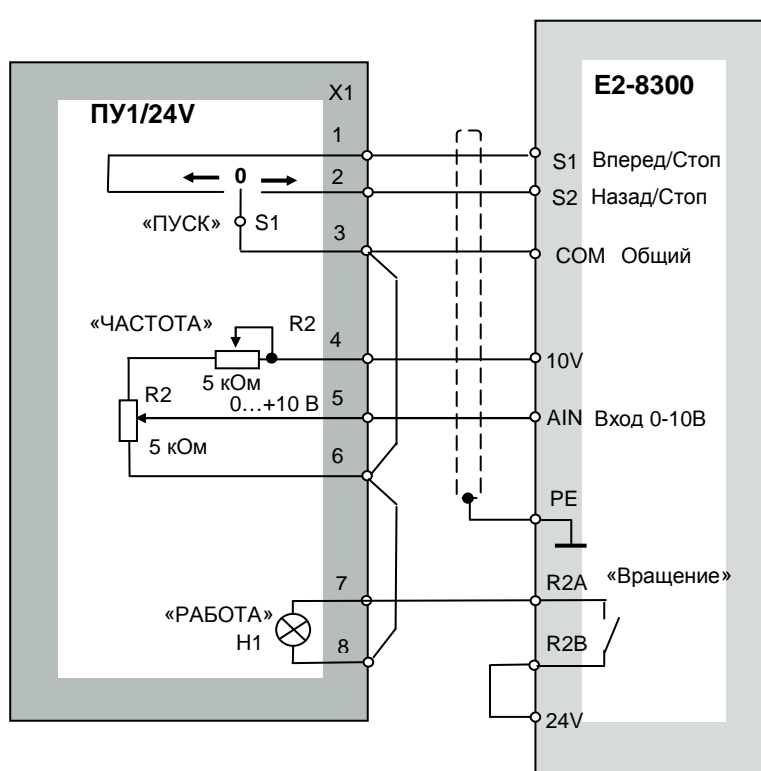 ПУ1/24V
X1
E2-8300
1
2
3
4
5
6
7
8
0
«ПУСК» S1
«ЧАСТОТА» R2
5 кОм
0…+10 В
R2
5 кОм
«РАБОТА»
H1
S1 Вперед/Стоп
S2 Назад/Стоп
COM Общий
10V
AIN Вход 0-10В
PE
R2A «Вращение»
R2B
24V